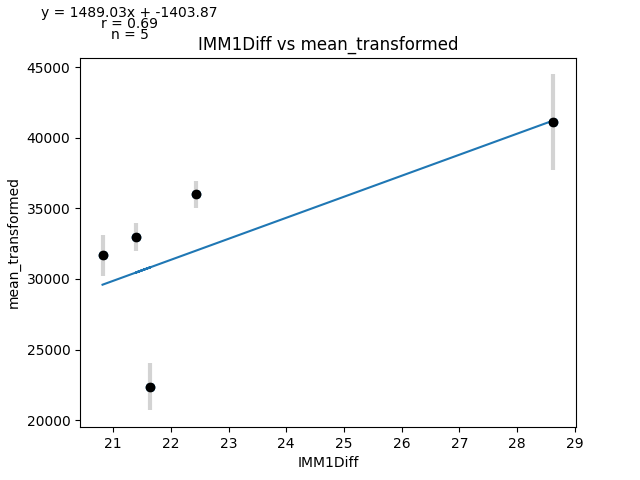 y = 1489.03x + -1403.87
r = 0.69
n = 5
IMM1Diff vs mean_transformed
45000
40000
35000
30000
25000
20000
mean_transformed
21 22 23 24 25 26 27 28 29
IMM1Diff